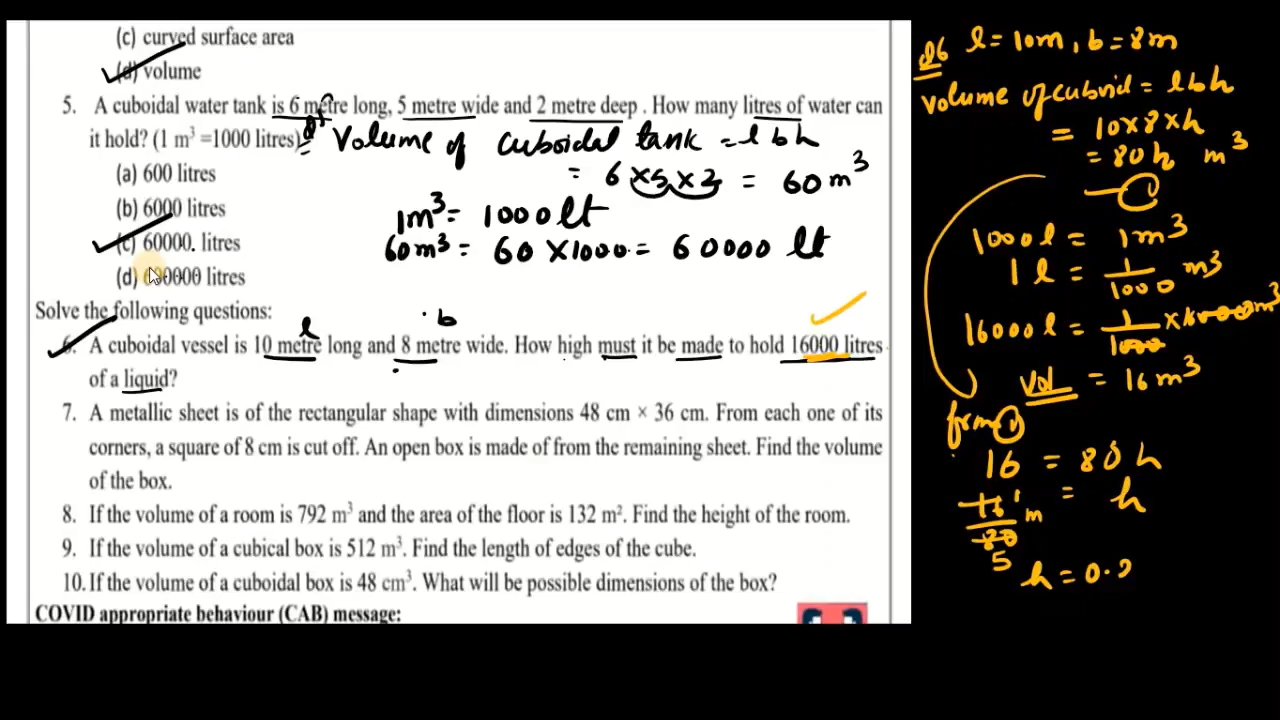 (c) curved surface area
(d) volume
5. A cuboidal water tank is 6 metre long, 5 metre wide and 2 metre deep . How many litres of water can
it hold? (1 m³ =1000 litres)
Volume of cuboidal tank = l b h
= 6 × 5 × 2 = 60 m³
(a) 600 litres
(b) 6000 litres
1m³ = 1000 lt
(c) 60000. litres
60m³ = 60 × 1000 = 60000 lt
(d) litres
Solve the following questions:
l b
6. A cuboidal vessel is 10 metre long and 8 metre wide. How high must it be made to hold 16000 litres
of a liquid?
7. A metallic sheet is of the rectangular shape with dimensions 48 cm × 36 cm. From each one of its
corners, a square of 8 cm is cut off. An open box is made of from the remaining sheet. Find the volume
of the box.
8. If the volume of a room is 792 m³ and the area of the floor is 132 m². Find the height of the room.
9. If the volume of a cubical box is 512 m³. Find the length of edges of the cube.
10. If the volume of a cuboidal box is 48 cm³. What will be possible dimensions of the box?
COVID appropriate behaviour (CAB) message:
l = 10m , b = 8m
Volume of cuboid = l b h
= 10 × 8 × h
= 80 h m³
1000 l = 1m³
1 l = 1/1000 m³
16000 l = 1/1000 × 16000 m³
Vol = 16 m³
from 1
16 = 80 h
16/80 m = h
1
5
h = 0.2